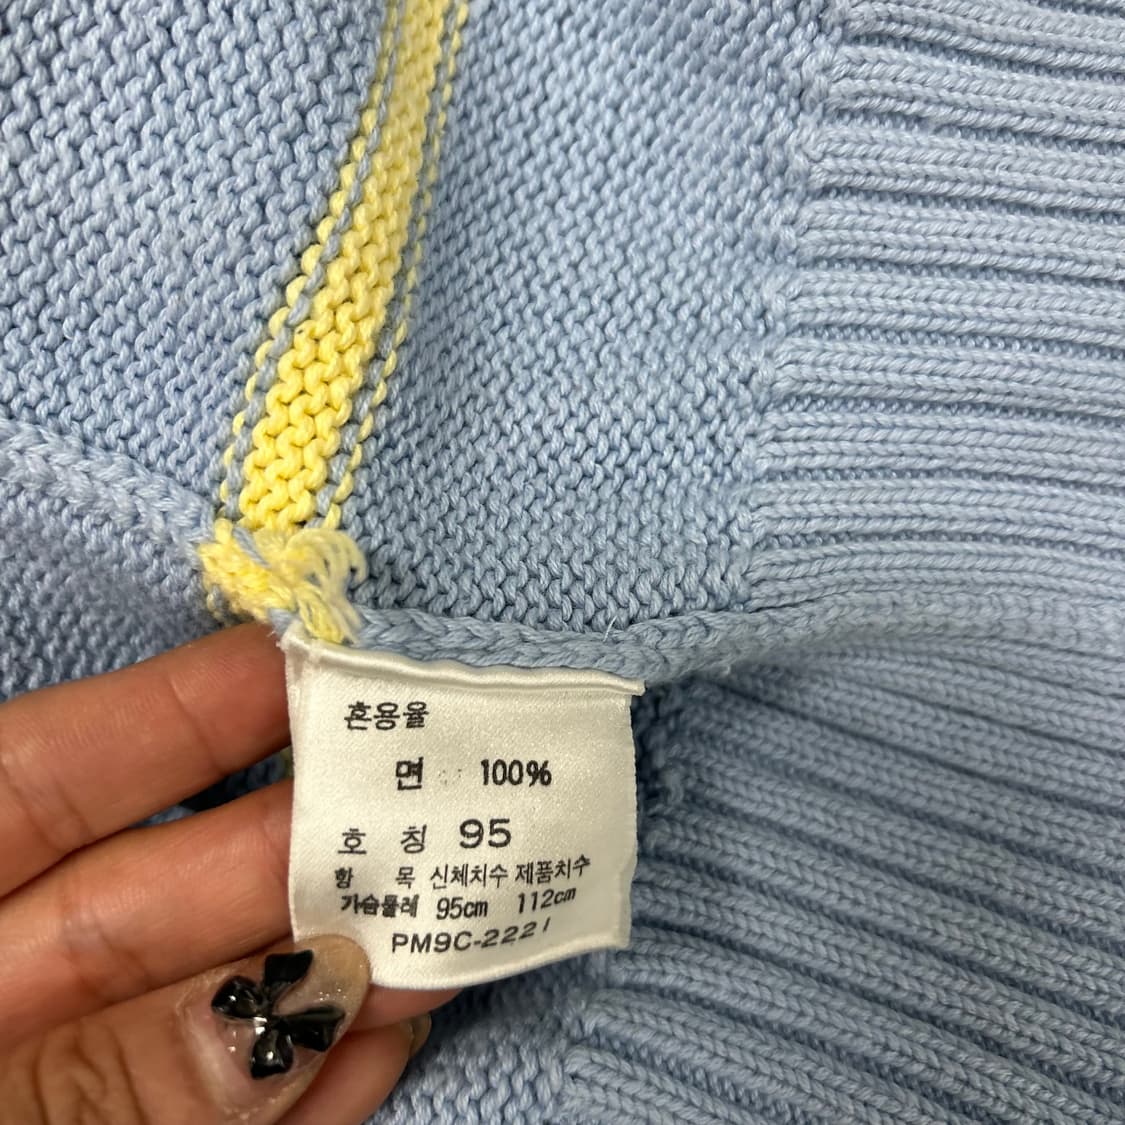 혼용율
면 100%
호 칭 95
항 목 신체치수 제품치수
가슴둘레 95cm 112cm
PM9C-2221